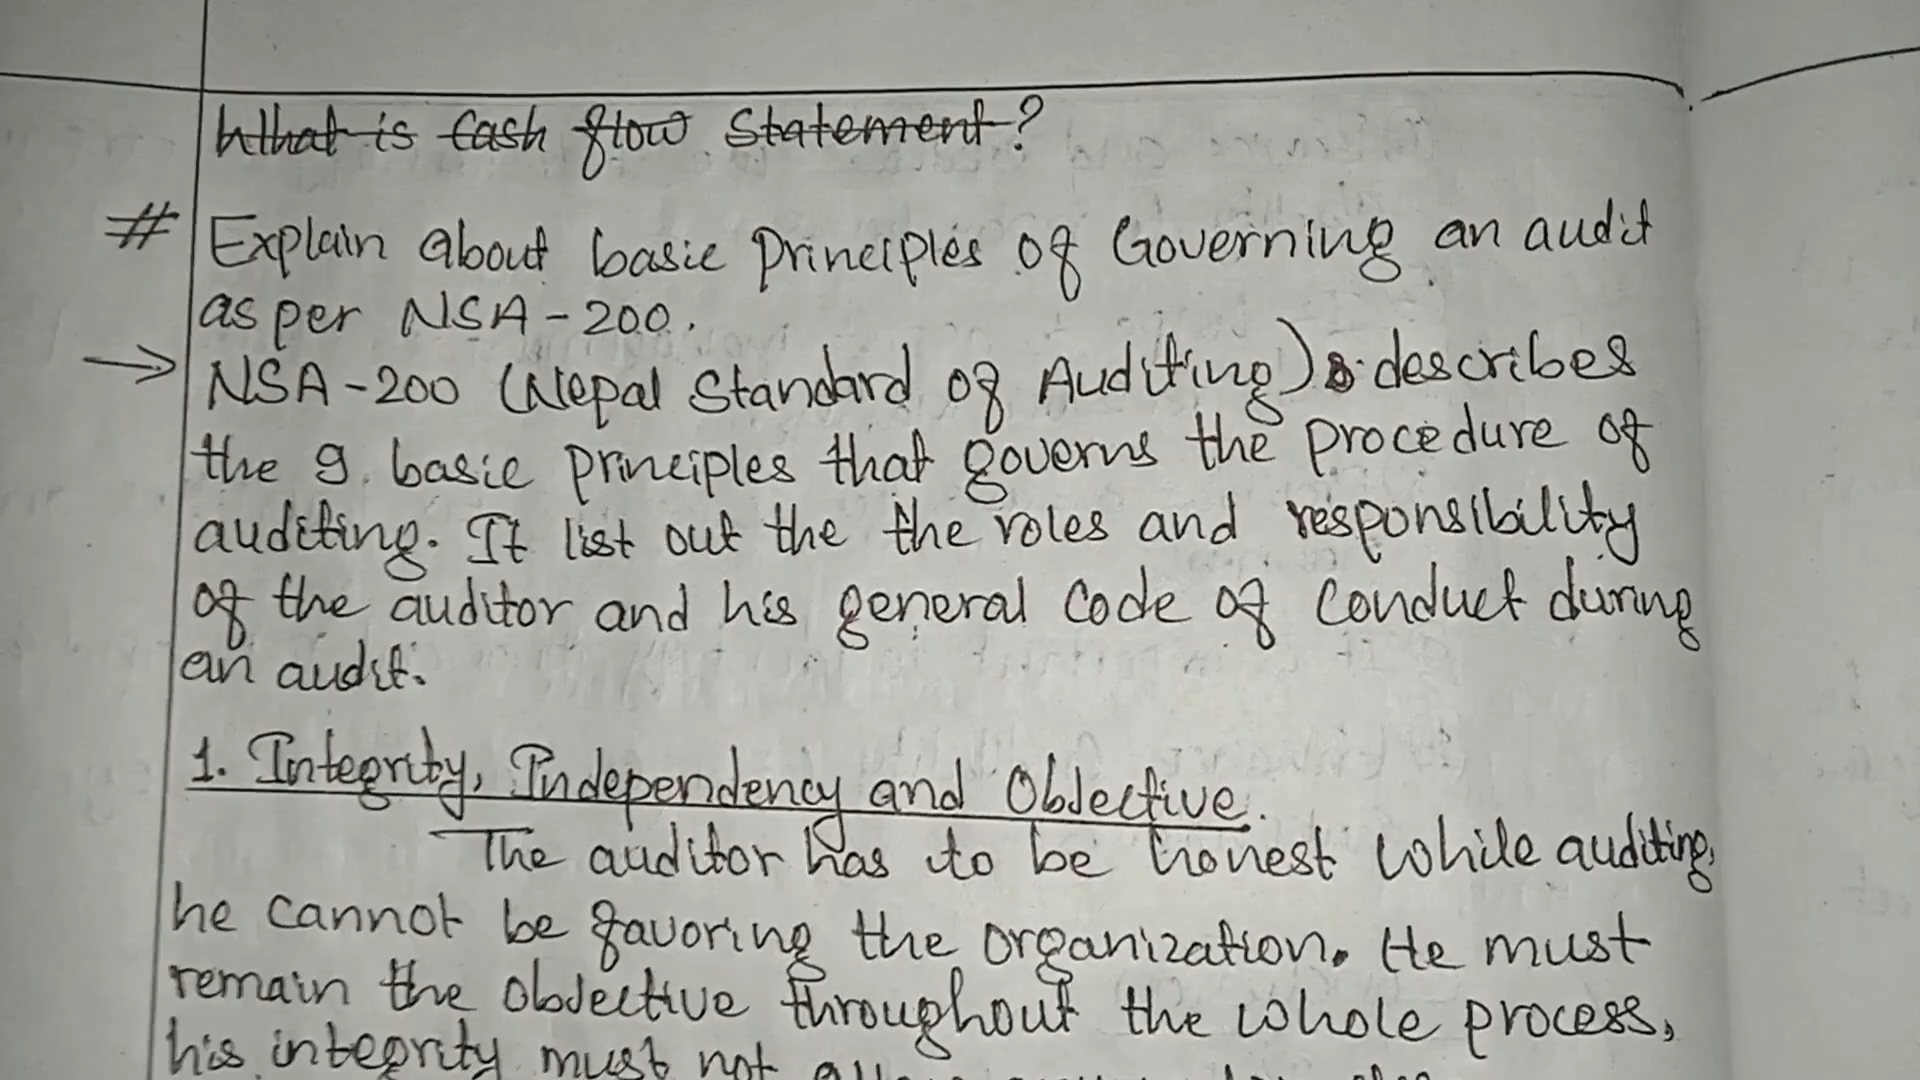 What is Cash flow Statement?
# Explain about basic Principles of Governing an audit
as per NSA-200.
→ NSA-200 (Nepal Standard of Auditing) describes
the 9 basic principles that governs the procedure of
auditing. It list out the the roles and responsibility
of the auditor and his general Code of Conduct during
an audit.
1. Integrity, Independency and Objective.
The auditor has to be honest while auditing,
he cannot be favoring the organization. He must
remain the objective throughout the whole process,
his integrity must not